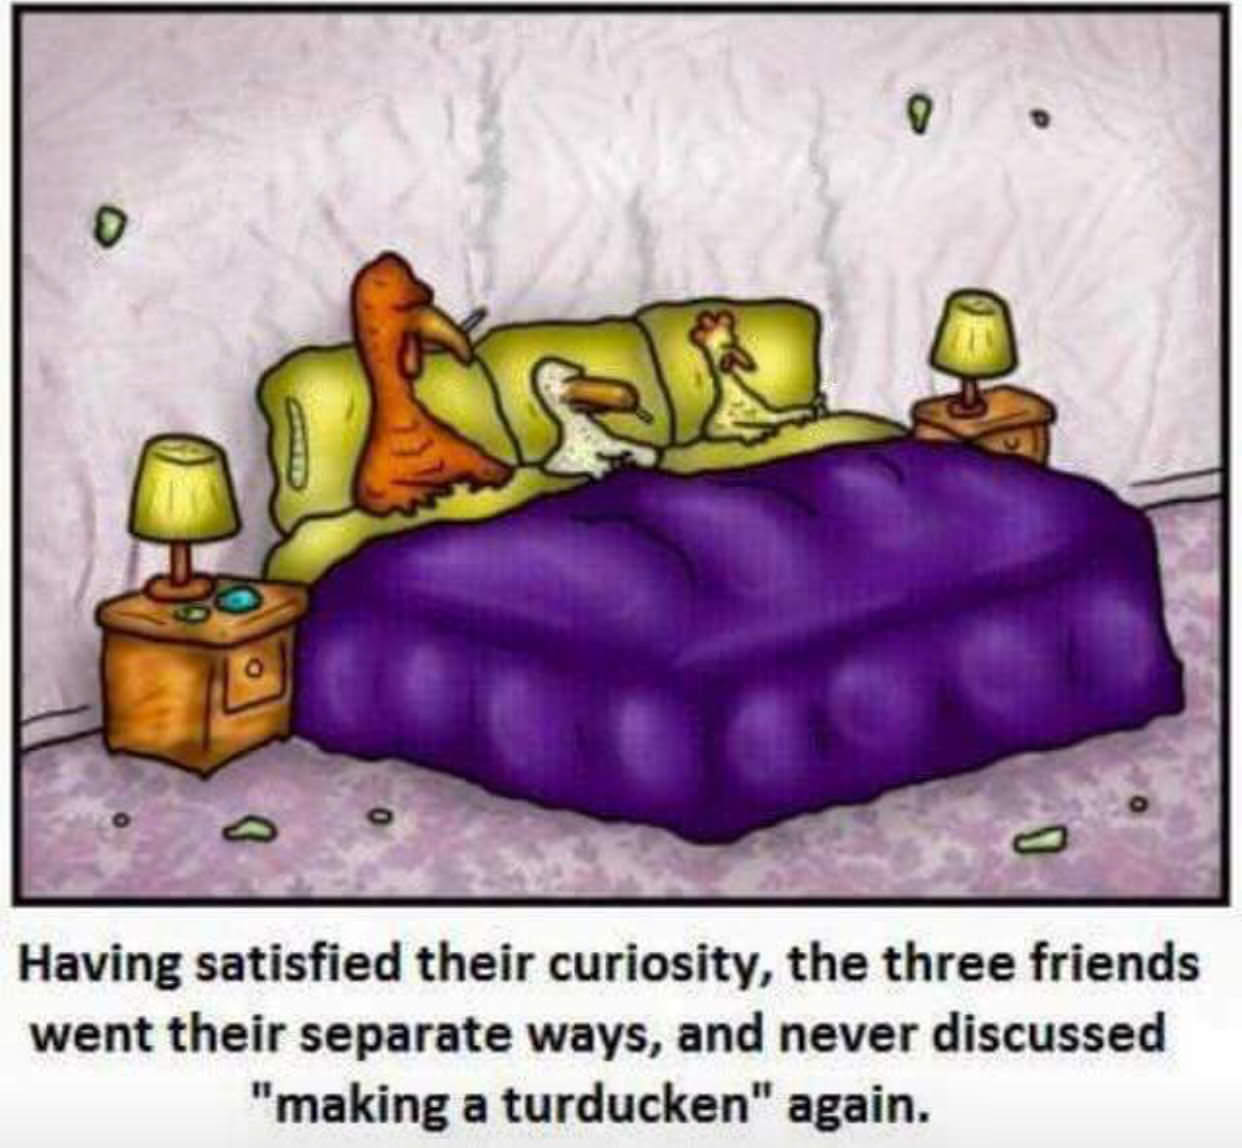 Having satisfied their curiosity, the three friends
went their separate ways, and never discussed
"making a turducken" again.